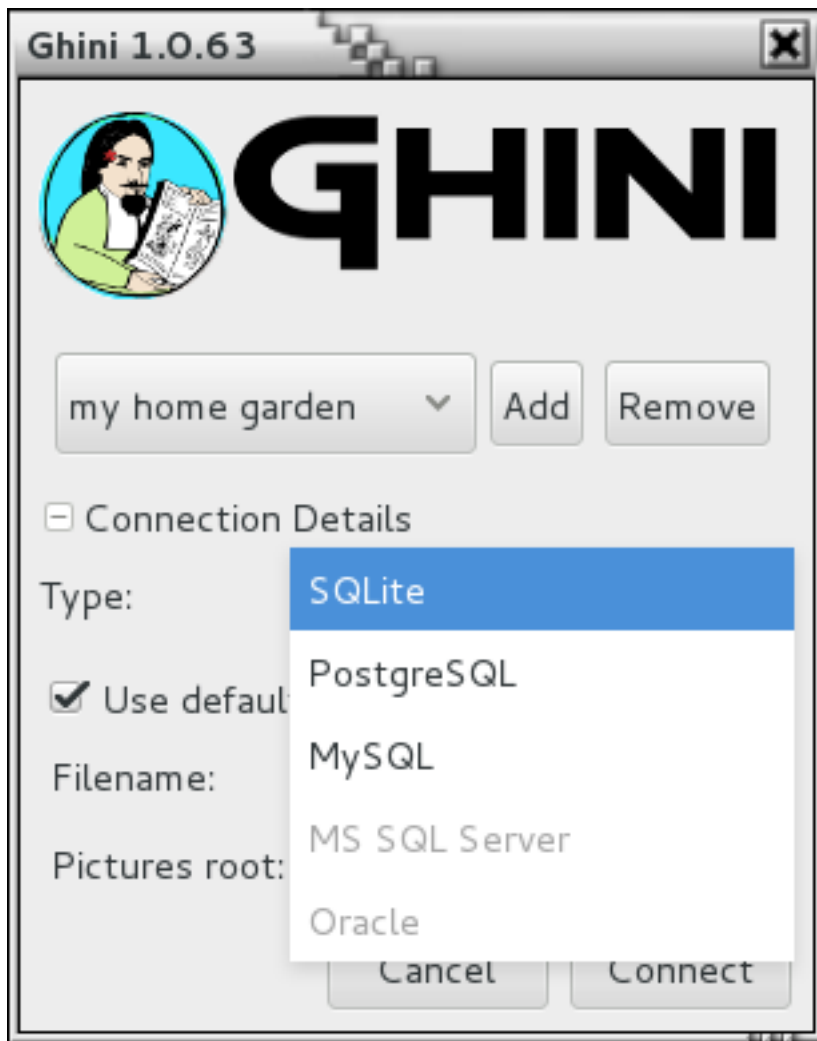 Ghini 1.0.63
GHINI
my home garden
Add
Remove
Connection Details
Type:
SQLite
PostgreSQL
Use defaul
MySQL
Filename:
MS SQL Server
Pictures root:
Oracle
Cancel
Connect